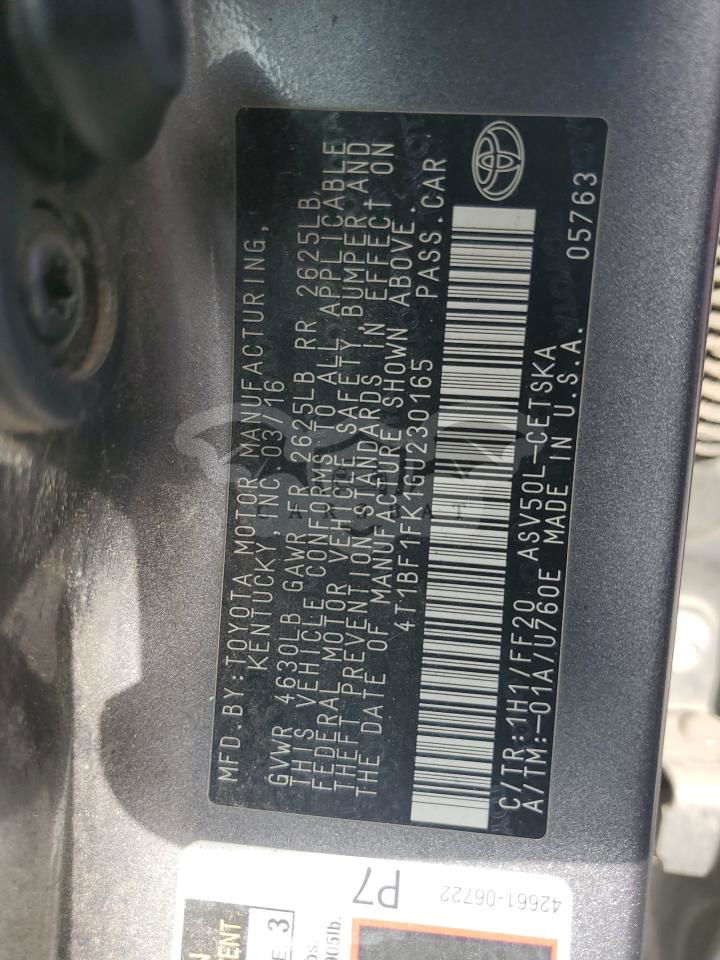 MFD.BY:TOYOTA MOTOR MANUFACTURING,
KENTUCKY,INC 03/16
GVWR 4630LB GAWR FR 2625LB RR 2625LB,
THIS VEHICLE CONFORMS TO ALL APPLICABLE
FEDERAL MOTOR VEHICLE SAFETY,BUMPER,AND
THEFT PREVENTION STANDARDS IN EFFECT ON
THE DATE OF MANUFACTURE SHOWN ABOVE.
4T1BF1FK1GU230165 PASS.CAR
C/TR:1H1/FF20 ASV50L-CETSKA
A/TM:-01A/U760E MADE IN U.S.A. 05763
3
P7
42661-06722